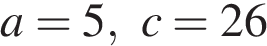 a = 5, c = 26